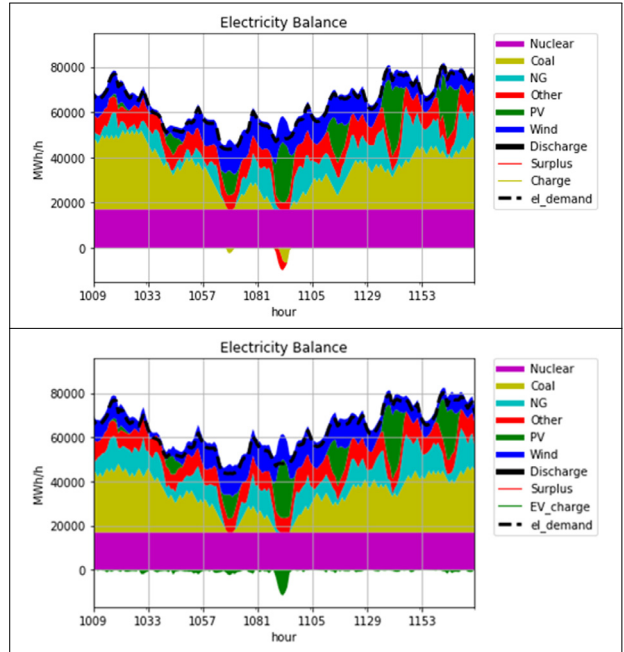 Electricity Balance
80000
60000
40000
20000
0
MWh/h
1009 1033 1057 1081 1105 1129 1153
hour
Nuclear
Coal
NG
Other
PV
Wind
Discharge
Surplus
Charge
el_demand
Electricity Balance
80000
60000
40000
20000
0
MWh/h
1009 1033 1057 1081 1105 1129 1153
hour
Nuclear
Coal
NG
Other
PV
Wind
Discharge
Surplus
EV_charge
el_demand